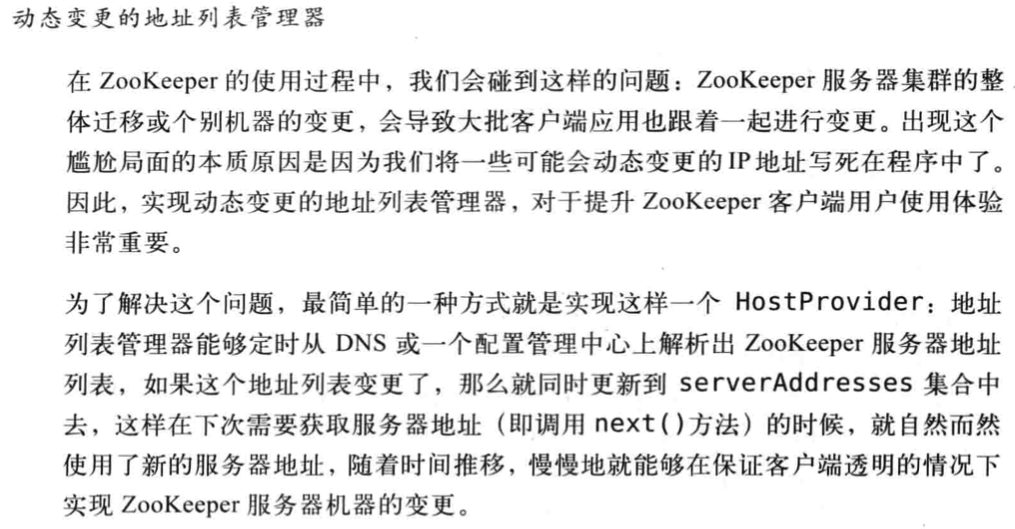 动态变更的地址列表管理器
在 ZooKeeper 的使用过程中，我们会碰到这样的问题：ZooKeeper 服务器集群的整
体迁移或个别机器的变更，会导致大批客户端应用也跟着一起进行变更。出现这个
尴尬局面的本质原因是因为我们将一些可能会动态变更的 IP 地址写死在程序中了。
因此，实现动态变更的地址列表管理器，对于提升 ZooKeeper 客户端用户使用体验
非常重要。
为了解决这个问题，最简单的一种方式就是实现这样一个 HostProvider：地址
列表管理器能够定时从 DNS 或一个配置管理中心上解析出 ZooKeeper 服务器地址
列表，如果这个地址列表变更了，那么就同时更新到 serverAddresses 集合中
去，这样在下次需要获取服务器地址（即调用 next()方法）的时候，就自然而然
使用了新的服务器地址，随着时间推移，慢慢地就能够在保证客户端透明的情况下
实现 ZooKeeper 服务器机器的变更。